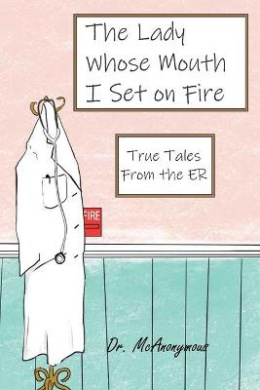 The Lady
Whose Mouth
I Set on Fire
True Tales
From the ER
FIRE
Dr. McAnonymous